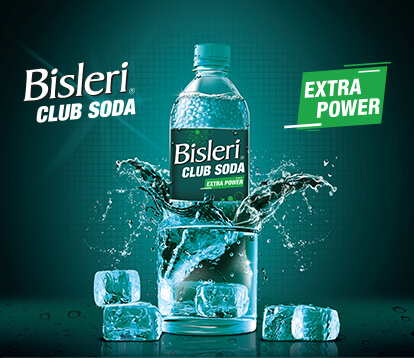 Bisleri®
CLUB SODA
EXTRA
POWER
Bisleri®
CLUB SODA
EXTRA POWER